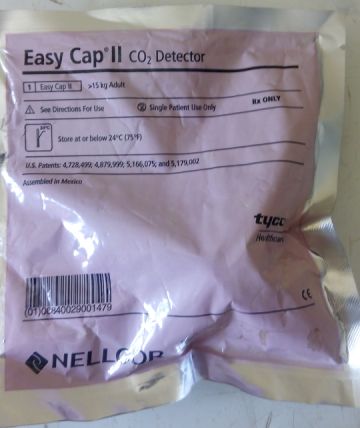 Easy Cap® II CO₂ Detector
1 Easy Cap II >15 kg Adult
See Directions For Use Single Patient Use Only Rx ONLY
Store at or below 24°C (75°F)
U.S. Patents: 4,728,499; 4,879,999; 5,166,075; and 5,179,002
Assembled in Mexico
tyco
Healthcare
CE
NELLCOR